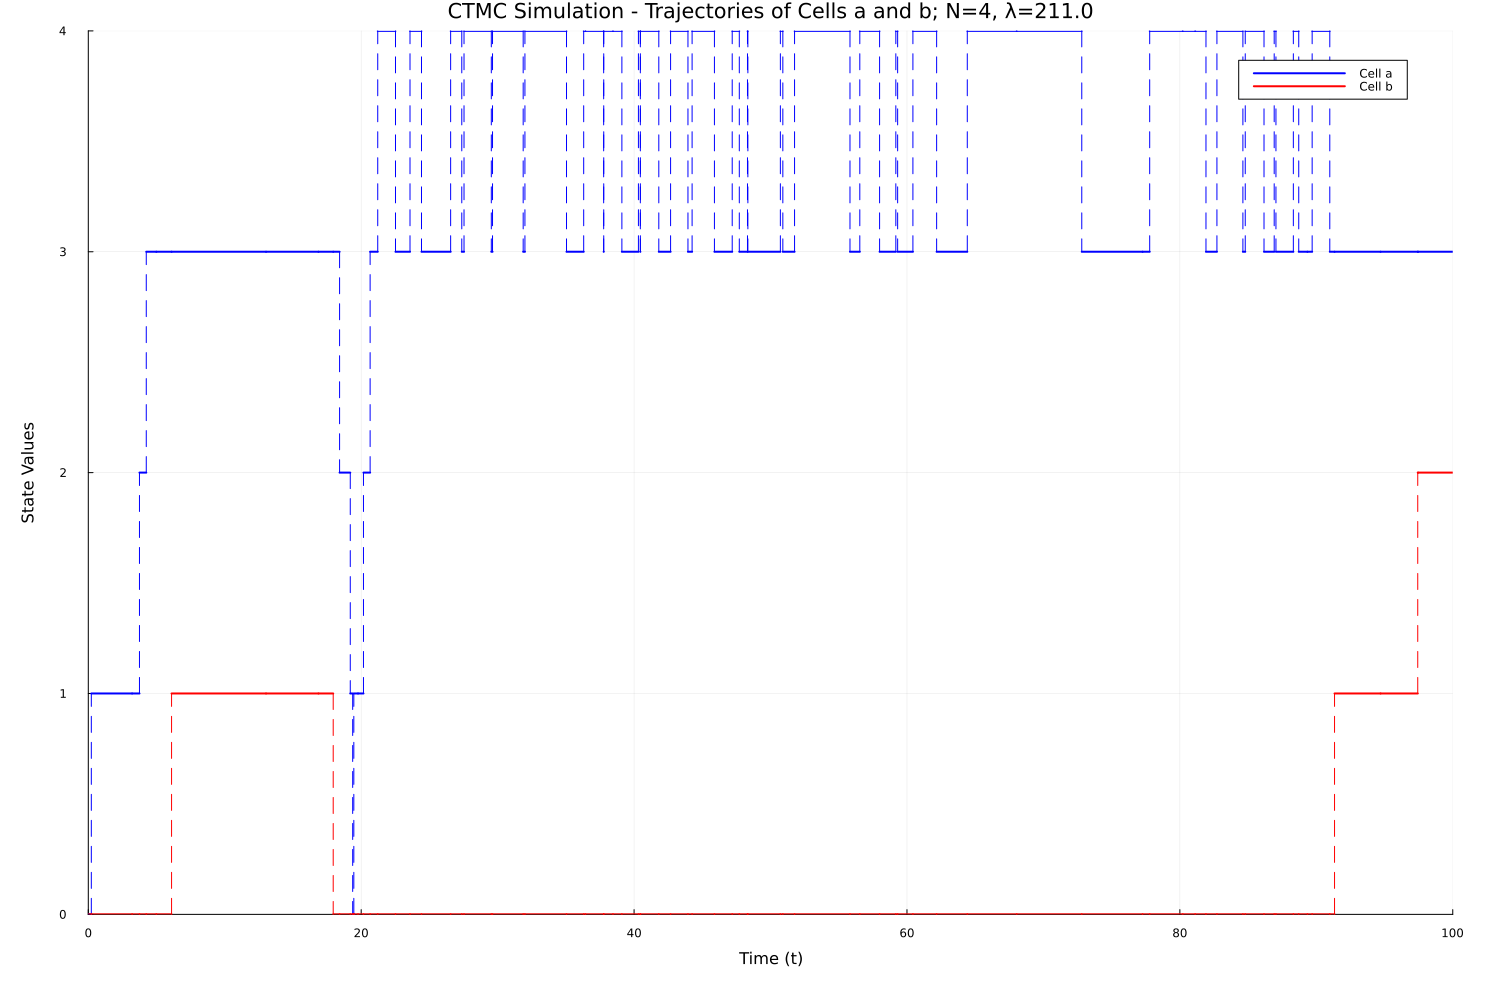 CTMC Simulation - Trajectories of Cells a and b; N=4, λ=211.0
4
Cell a
Cell b
3
State Values
2
1
0
0 20 40 60 80 100
Time (t)